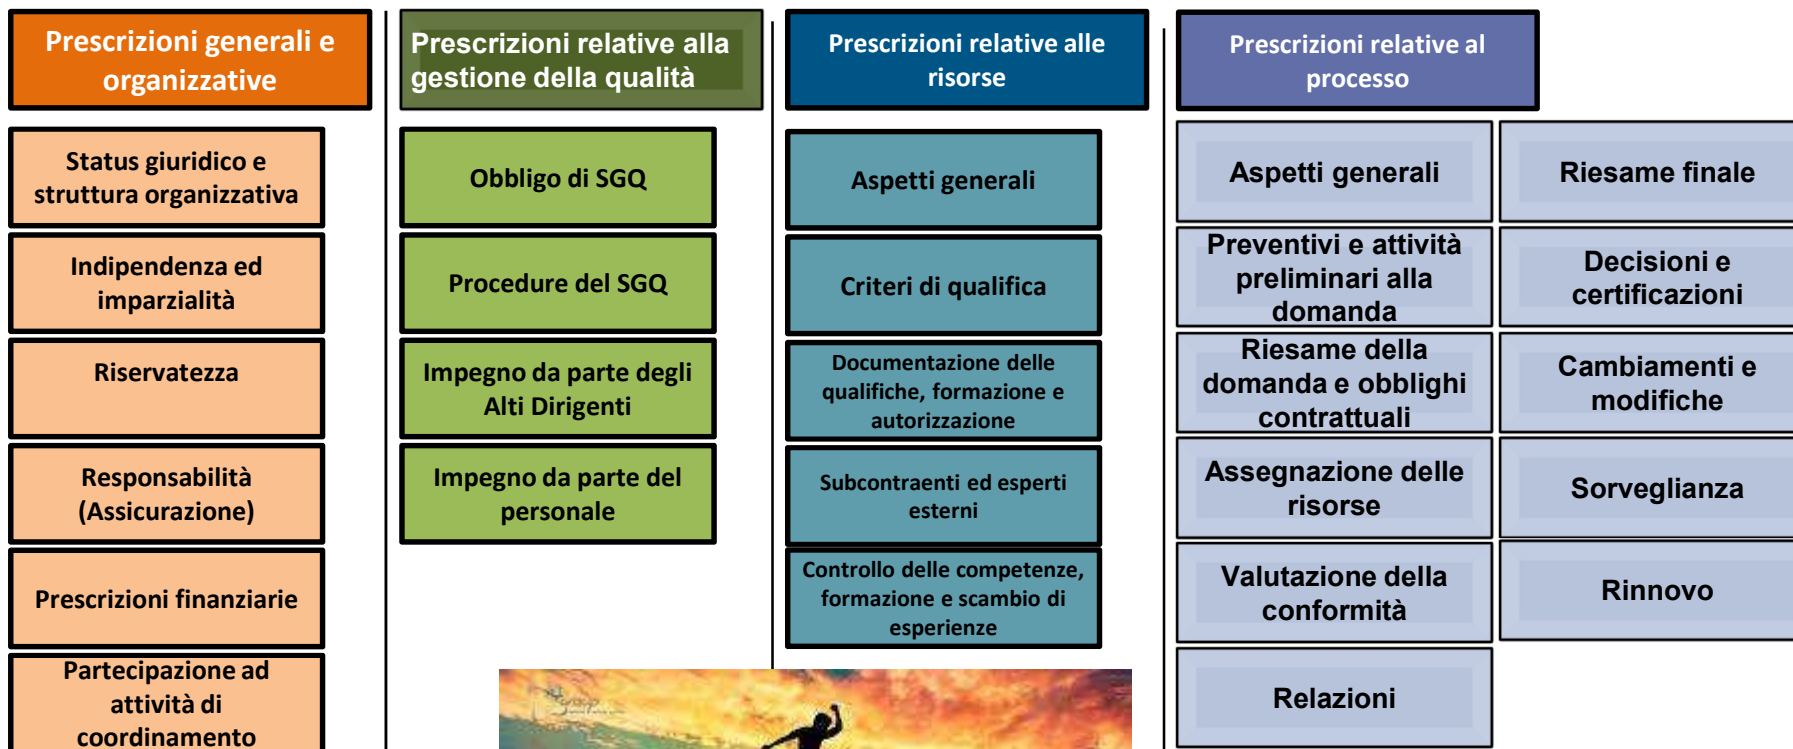 Prescrizioni generali e
organizzative
Status giuridico e
struttura organizzativa
Indipendenza ed
imparzialità
Riservatezza
Responsabilità
(Assicurazione)
Prescrizioni finanziarie
Partecipazione ad
attività di
coordinamento
Prescrizioni relative alla
gestione della qualità
Obbligo di SGQ
Procedure del SGQ
Impegno da parte degli
Alti Dirigenti
Impegno da parte del
personale
Prescrizioni relative alle
risorse
Aspetti generali
Criteri di qualifica
Documentazione delle
qualifiche, formazione e
autorizzazione
Subcontraenti ed esperti
esterni
Controllo delle competenze,
formazione e scambio di
esperienze
Prescrizioni relative al
processo
Aspetti generali
Preventivi e attività
preliminari alla
domanda
Riesame della
domanda e obblighi
contrattuali
Assegnazione delle
risorse
Valutazione della
conformità
Relazioni
Riesame finale
Decisioni e
certificazioni
Cambiamenti e
modifiche
Sorveglianza
Rinnovo